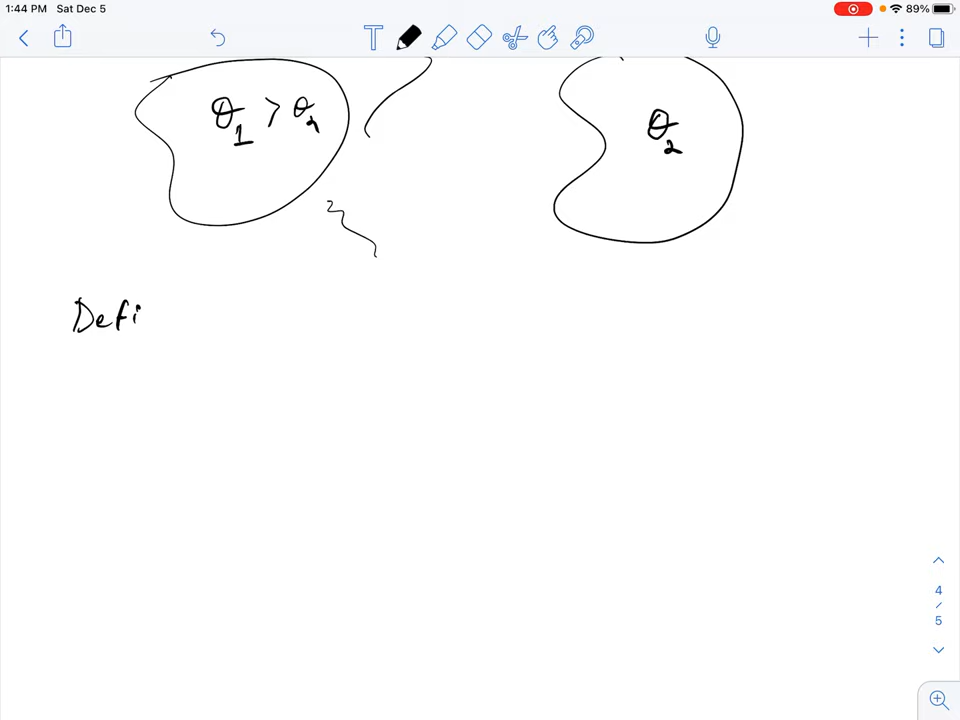 1:44 PM Sat Dec 5
89%
T
θ₁ > θ₂
θ₂
Defi
4
/
5